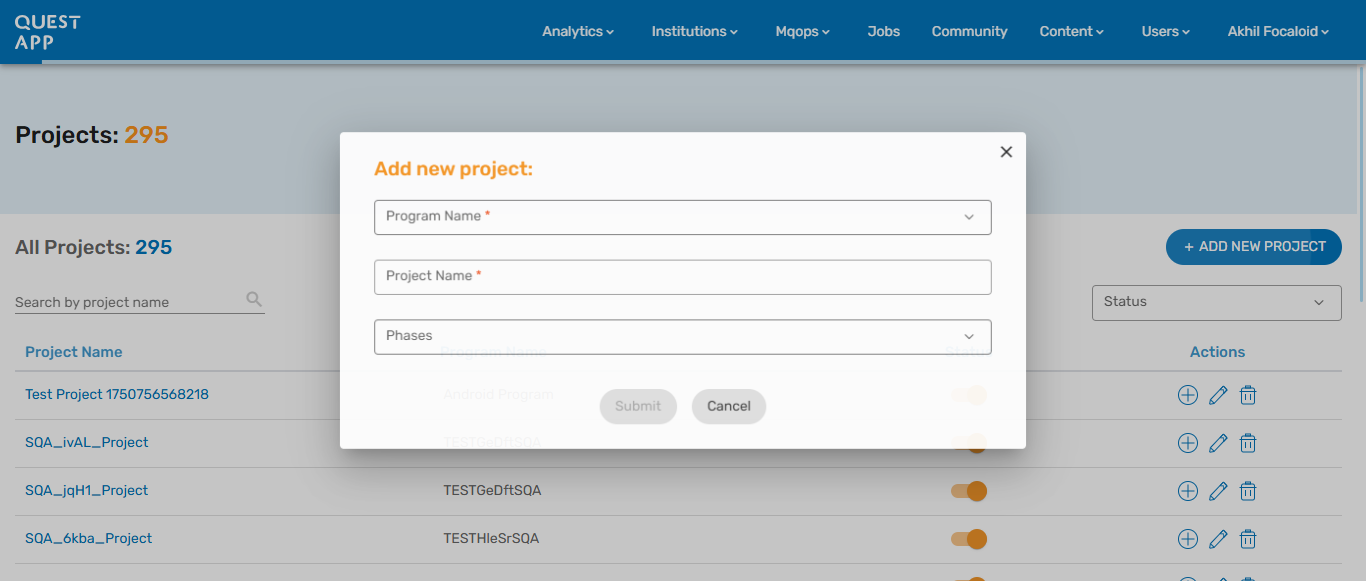 QUEST
APP
Analytics Institutions Mqops Jobs Community Content Users Akhil Focaloid
Projects: 295
Add new project:
Program Name *
Project Name *
Phases
Submit Cancel
All Projects: 295
+ ADD NEW PROJECT
Search by project name
Status
Project Name Program Name Status Actions
Test Project 1750756568218 Android Program
SQA_ivAL_Project TESTGeDftSQA
SQA_jqH1_Project TESTGeDftSQA
SQA_6kba_Project TESTHleSrSQA